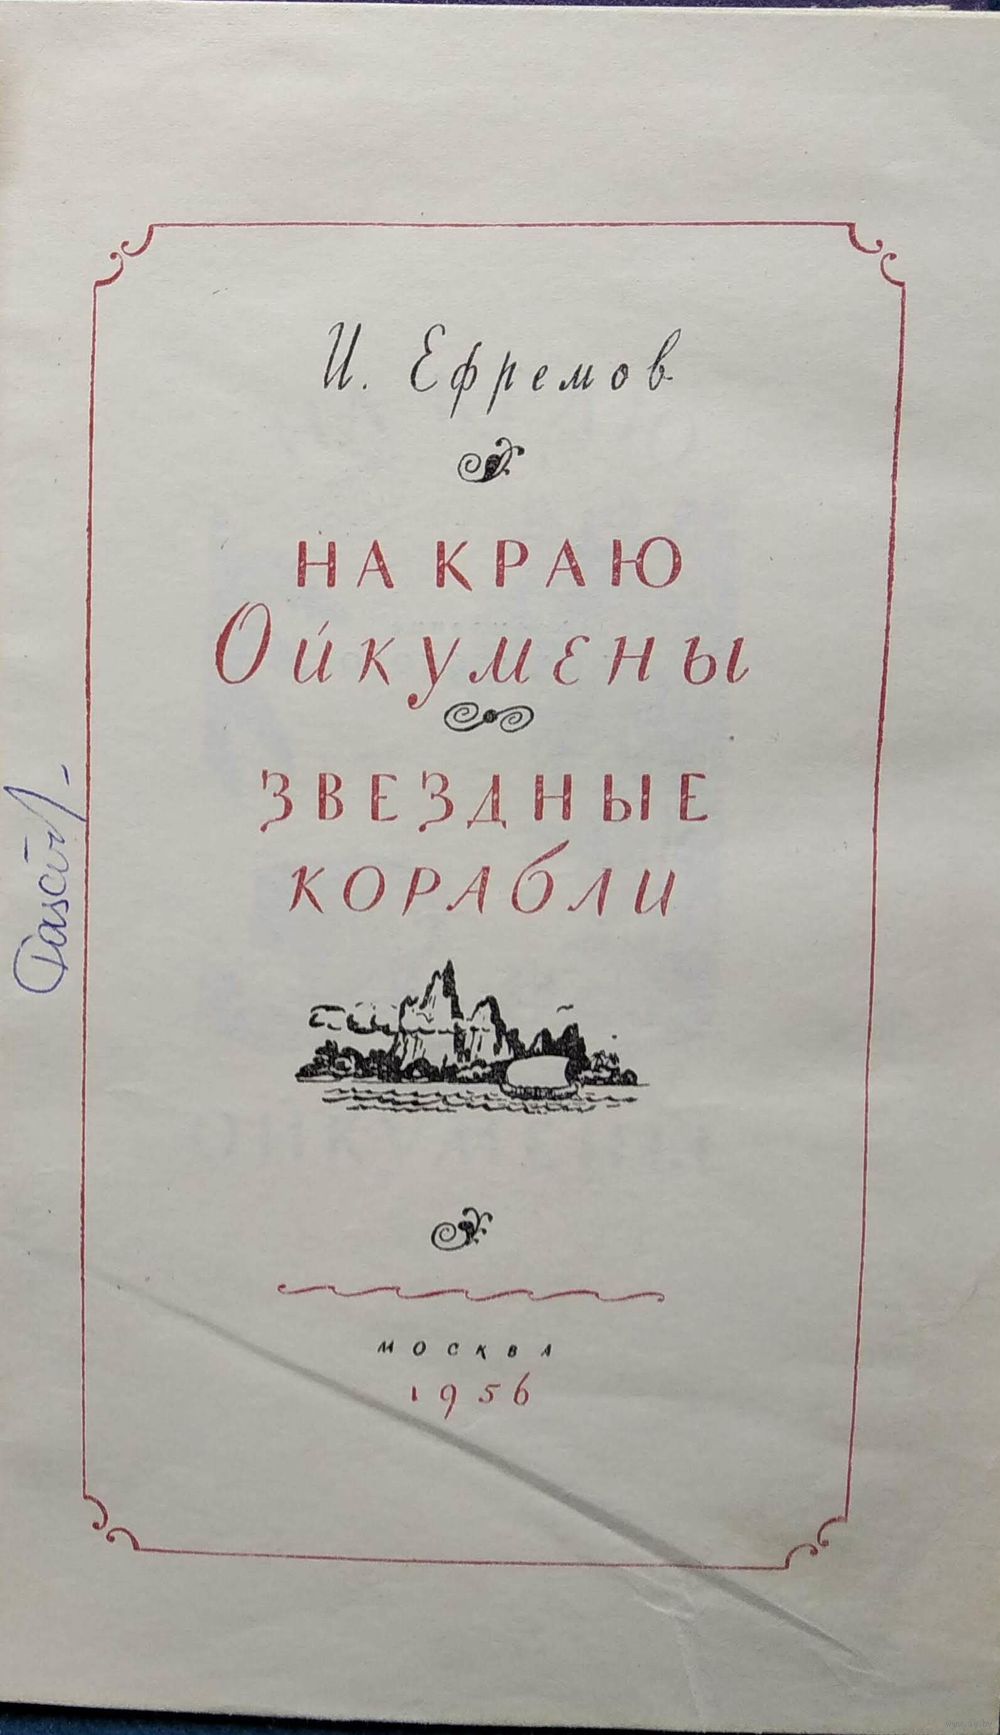 И. Ефремов
НА КРАЮ
Ойкумены
ЗВЕЗДНЫЕ
КОРАБЛИ
МОСКВА
1956